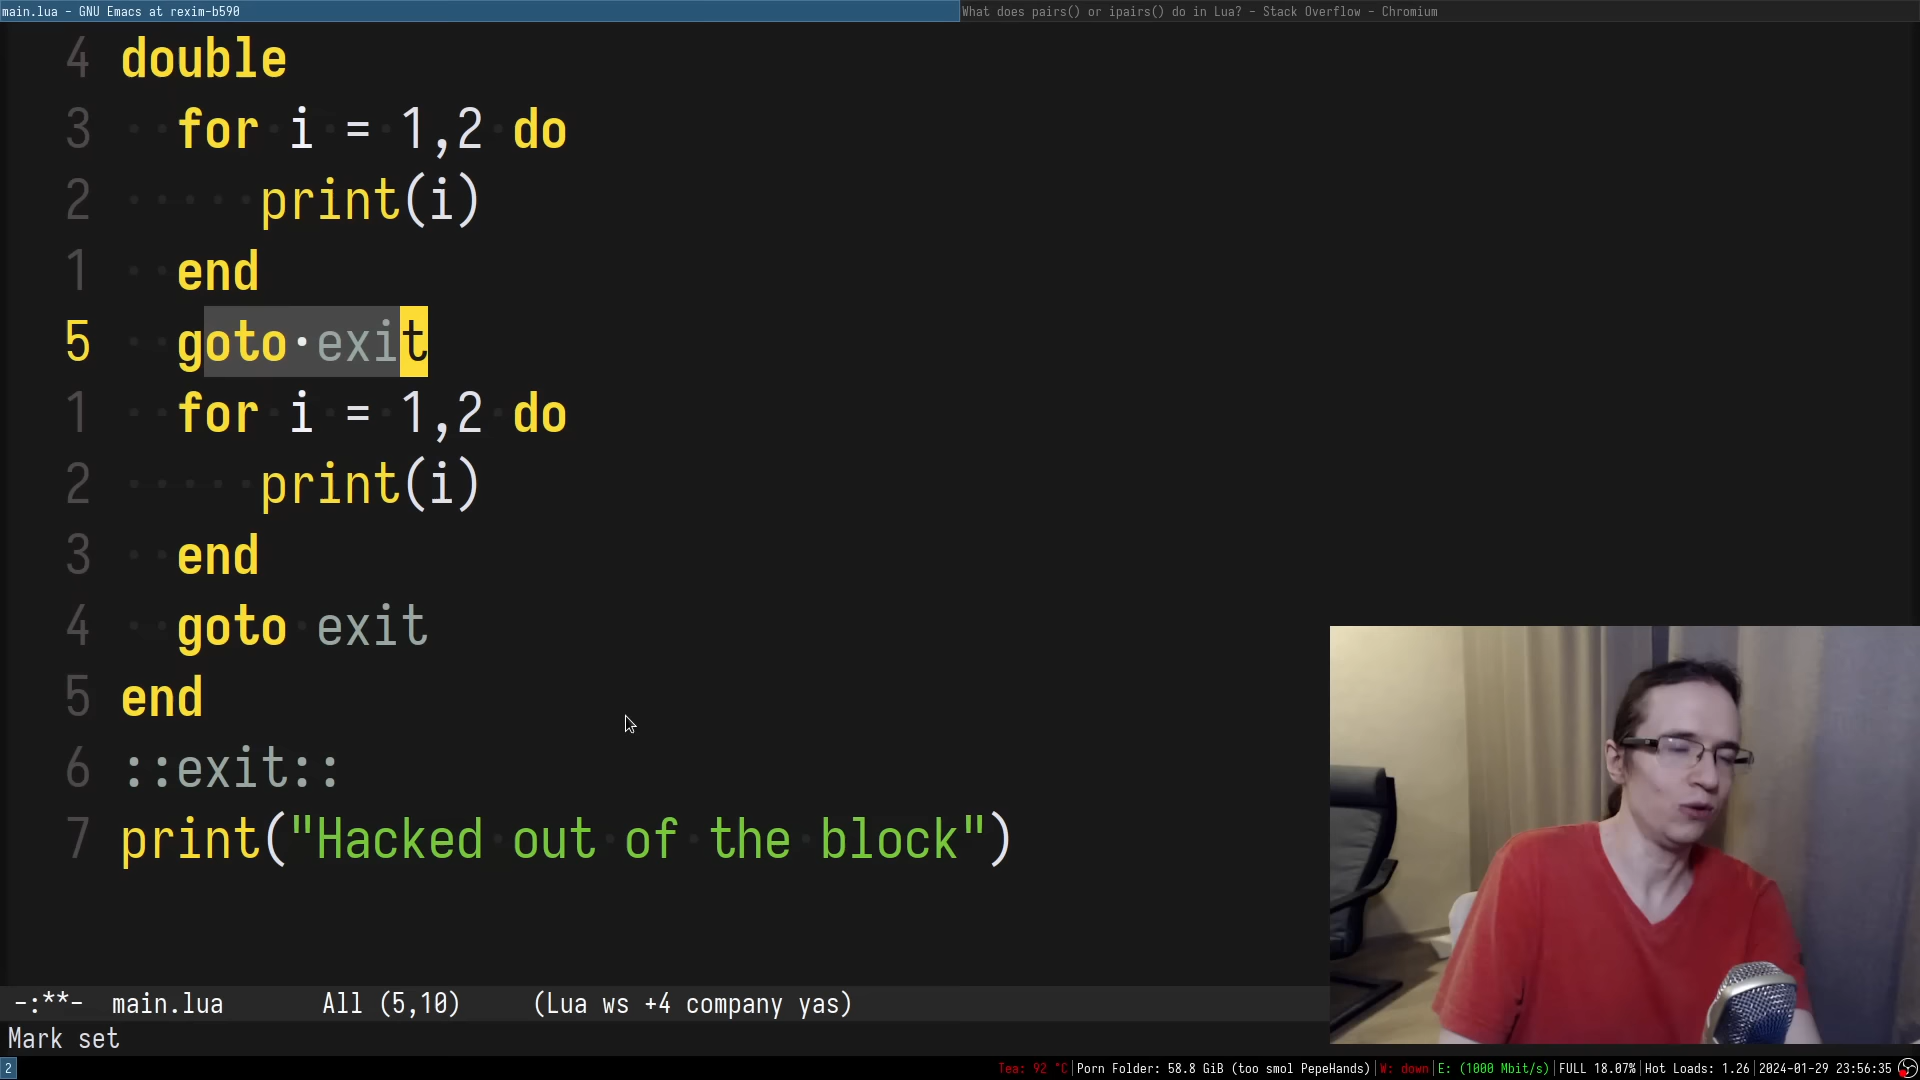 main.lua - GNU Emacs at rexim-b590
What does pairs() or ipairs() do in Lua? - Stack Overflow - Chromium
4 double
3 for i = 1,2 do
2 print(i)
1 end
5 goto exit
1 for i = 1,2 do
2 print(i)
3 end
4 goto exit
5 end
6 ::exit::
7 print("Hacked out of the block")
-:**- main.lua All (5,10) (Lua ws +4 company yas)
Mark set
2 Tea: 92 °C|Porn Folder: 58.8 GiB (too smol PepeHands)|W: down|E: (1000 Mbit/s)|FULL 18.07%|Hot Loads: 1.26|2024-01-29 23:56:35